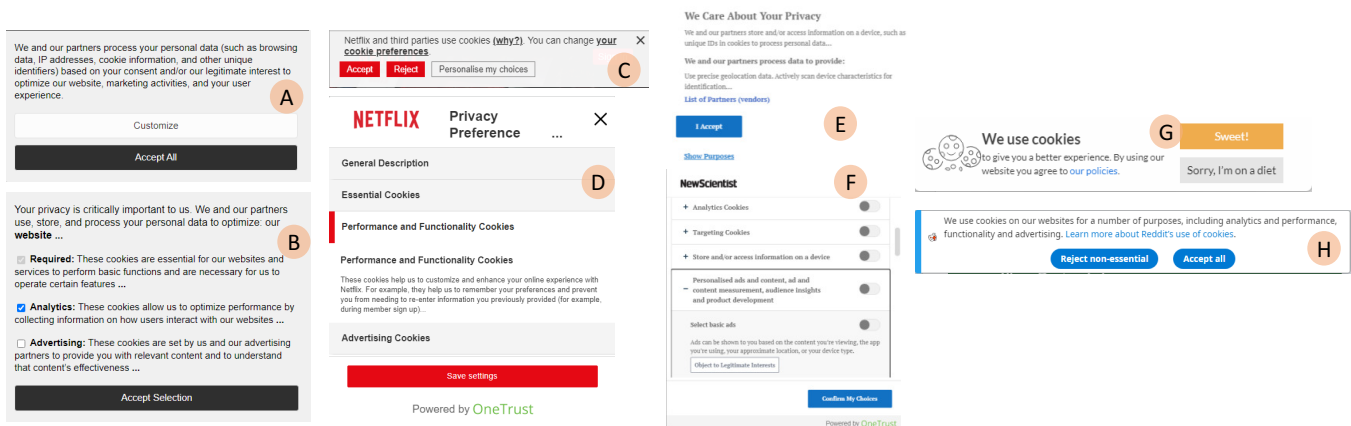 We and our partners process your personal data (such as browsing
data, IP addresses, cookie information, and other unique
identifiers) based on your consent and/or our legitimate interest to
optimize our website, marketing activities, and your user
experience.
A
Customize
Accept All
Your privacy is critically important to us. We and our partners
use, store, and process your personal data to optimize: our
website ...
B
Required: These cookies are essential for our websites and
services to perform basic functions and are necessary for us to
operate certain features ...
Analytics: These cookies allow us to optimize performance by
collecting information on how users interact with our websites ...
Advertising: These cookies are set by us and our advertising
partners to provide you with relevant content and to understand
that content's effectiveness ...
Accept Selection
Netflix and third parties use cookies (why?). You can change your
cookie preferences.
Accept Reject Personalise my choices
C
NETFLIX
Privacy
Preference ...
General Description
D
Essential Cookies
Performance and Functionality Cookies
Performance and Functionality Cookies
These cookies help us to customize and enhance your online experience with
Netflix. For example, they help us to remember your preferences and prevent
you from needing to re-enter information you previously provided (for example,
during member sign up)...
Advertising Cookies
Save settings
Powered by OneTrust
We Care About Your Privacy
We and our partners store and/or access information on a device, such as
unique IDs in cookies to process personal data...
We and our partners process data to provide:
Use precise geolocation data. Actively scan device characteristics for
identification...
List of Partners (vendors)
I Accept
E
Show Purposes
NewScientist
F
+ Analytics Cookies
+ Targeting Cookies
+ Store and/or access information on a device
Personalised ads and content, ad and
– content measurement, audience insights
and product development
Select basic ads
Ads can be shown to you based on the content you're viewing, the app
you're using, your approximate location, or your device type.
Object to Legitimate Interests
Confirm My Choices
Powered by OneTrust
We use cookies
to give you a better experience. By using our
website you agree to our policies.
G
Sweet!
Sorry, I'm on a diet
We use cookies on our websites for a number of purposes, including analytics and performance,
functionality and advertising. Learn more about Reddit's use of cookies.
Reject non-essential Accept all
H